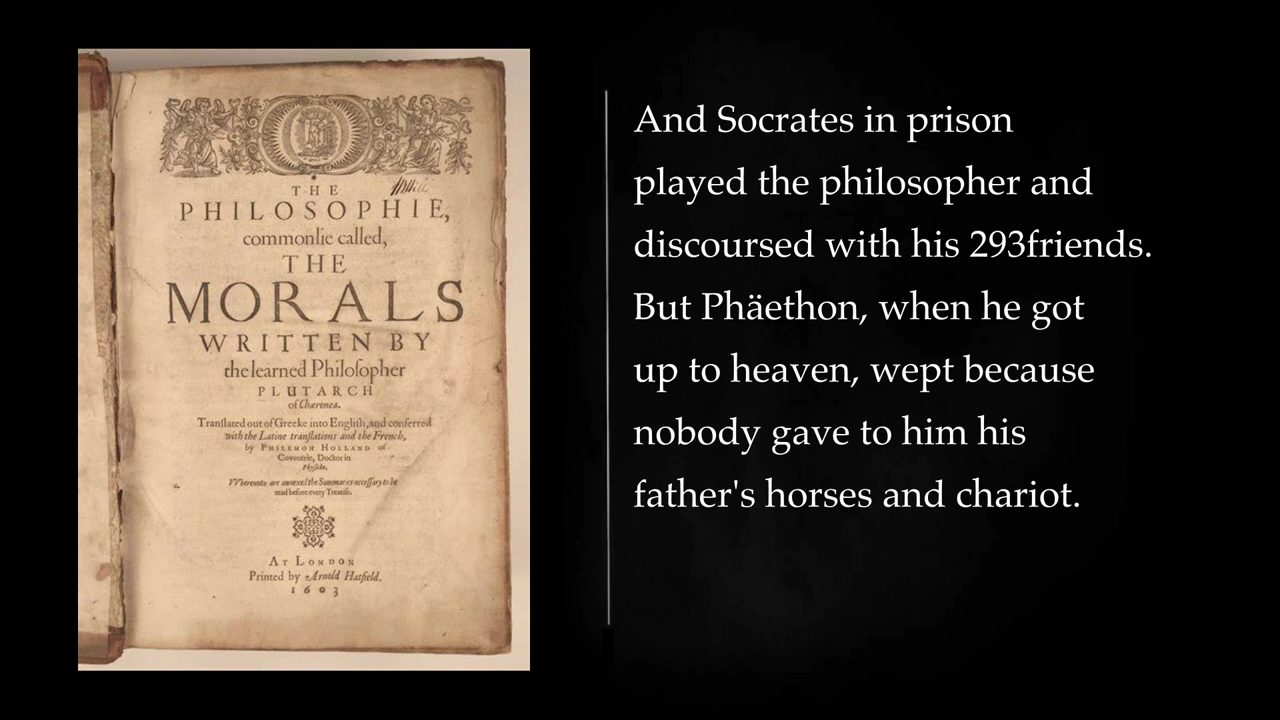 THE
PHILOSOPHIE,
commonlie called,
THE
MORALS
WRITTEN BY
the learned Philoſopher
PLUTARCH
of Chæronea.
Tranſlated out of Greeke into Engliſh, and conferred
with the Latine tranſlations and the French,
by PHILEMON HOLLAND of
Coventrie, Doctor in
Phyſicke.
VVhereunto are annexed the Summaries neceſſary to be
read before every Treatiſe.
AT LONDON
Printed by Arnold Hatfield.
1603
And Socrates in prison
played the philosopher and
discoursed with his 293friends.
But Phäethon, when he got
up to heaven, wept because
nobody gave to him his
father's horses and chariot.